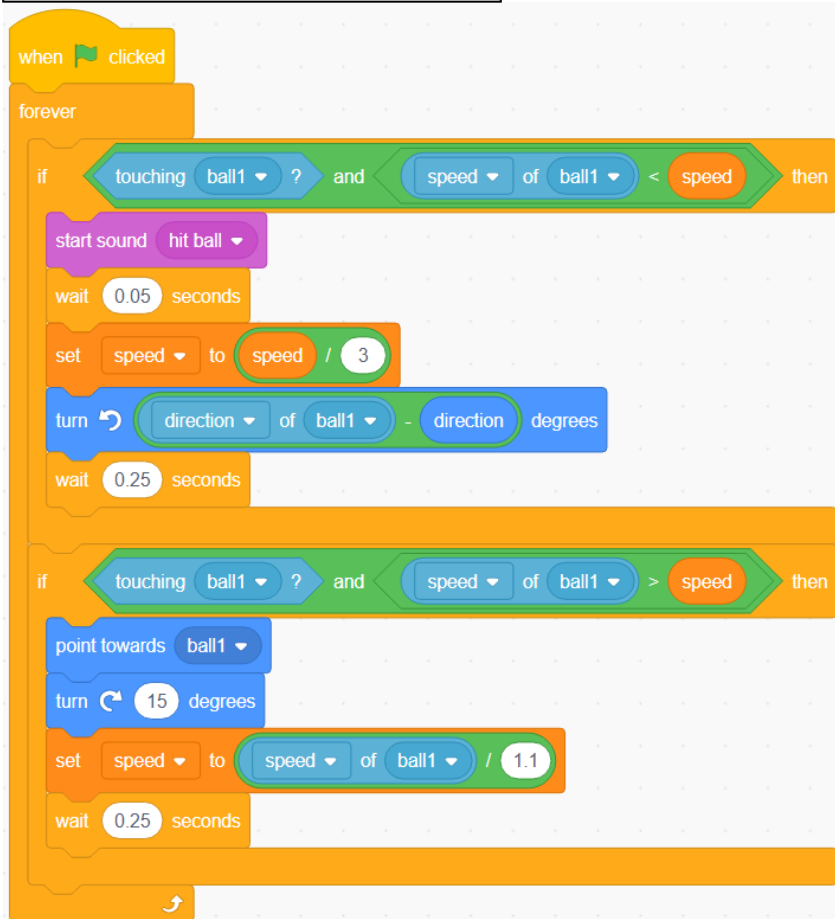 when clicked
forever
if touching ball1 ? and speed of ball1 < speed then
start sound hit ball
wait 0.05 seconds
set speed to speed / 3
turn direction of ball1 - direction degrees
wait 0.25 seconds
if touching ball1 ? and speed of ball1 > speed then
point towards ball1
turn 15 degrees
set speed to speed of ball1 / 1.1
wait 0.25 seconds